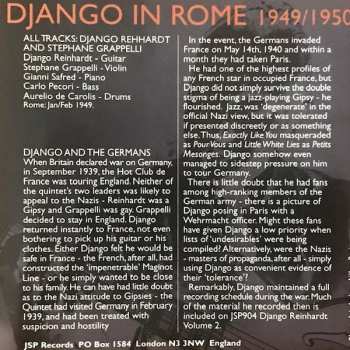 DJANGO IN ROME 1949/1950
ALL TRACKS: DJANGO REHHARDT
AND STEPHANE GRAPPELLI
Django Reinhardt - Guitar
Stephane Grappelli -Violin
Gianni Safred - Piano
Carlo Pecori - Bass
Aurelio de Carolis - Drums
Rome: Jan/Feb 1949.
DJANGO AND THE GERMANS
When Britain declared war on Germany,
in September 1939, the Hot Club de
France was touring England. Neither of
the quintet's two leaders was likely to
appeal to the Nazis - Reinhardt was a
Gipsy and Grappelli was gay. Grappelli
decided to stay in England. Django
returned instantly to France, not even
bothering to pick up his guitar or his
clothes. Either Django felt he would be
safe in France - the French, after all, had
constructed the 'Impenetrable' Maginot
Line - or he simply wanted to be close
to his family. He can have had little doubt
as to the Nazi attitude to Gipsies - the
Quintet had visited Germany in February
1939, and had been treated with
suspicion and hostility
In the event, the Germans invaded
France on May 14th, 1940 and within a
month they had taken Paris.
He had one of the highest profiles of
any French star in occupied France, but
Django did not simply survive the double
stigma of being a Jazz-playing Gipsy - he
flourished. Jazz, was 'degenerate' in the
official Nazi view, but it was tolerated
if presented discreetly or as something
else. Thus, Exactly Like You masqueraded
as Pour Vous and Little White Lies as Petits
Mesonges. Django somehow even
managed to sidestep pressure on him
to tour Germany.
There is little doubt that he had fans
among high-ranking members of the
German army - there is a picture of
Django posing in Paris with a
Wehrmacht officer. Might these fans
have given Django a low priority when
lists of 'undesirables' were being
compiled? Alternatively, were the Nazis
- masters of propaganda, after all - simply
using Django as convenient evidence of
their 'tolerance'?
Remarkably, Django maintained a full
recording schedule during the war. Much
of the material he recorded then is
included on JSP904 Django Reinhardt
Volume 2.
JSP Records PO Box 1584 London N3 3NW England